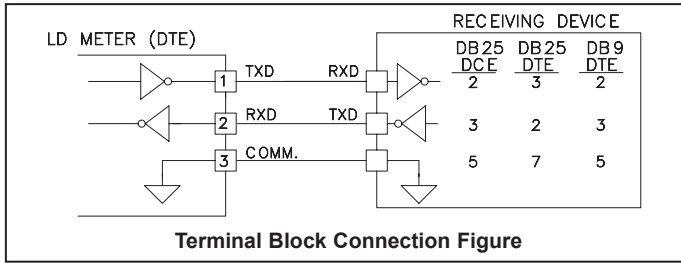 RECEIVING DEVICE
LD METER (DTE)
DB25 DB25 DB9
DCE DTE DTE
1 TXD RXD 2 3 2
2 RXD TXD 3 2 3
3 COMM. 5 7 5
Terminal Block Connection Figure